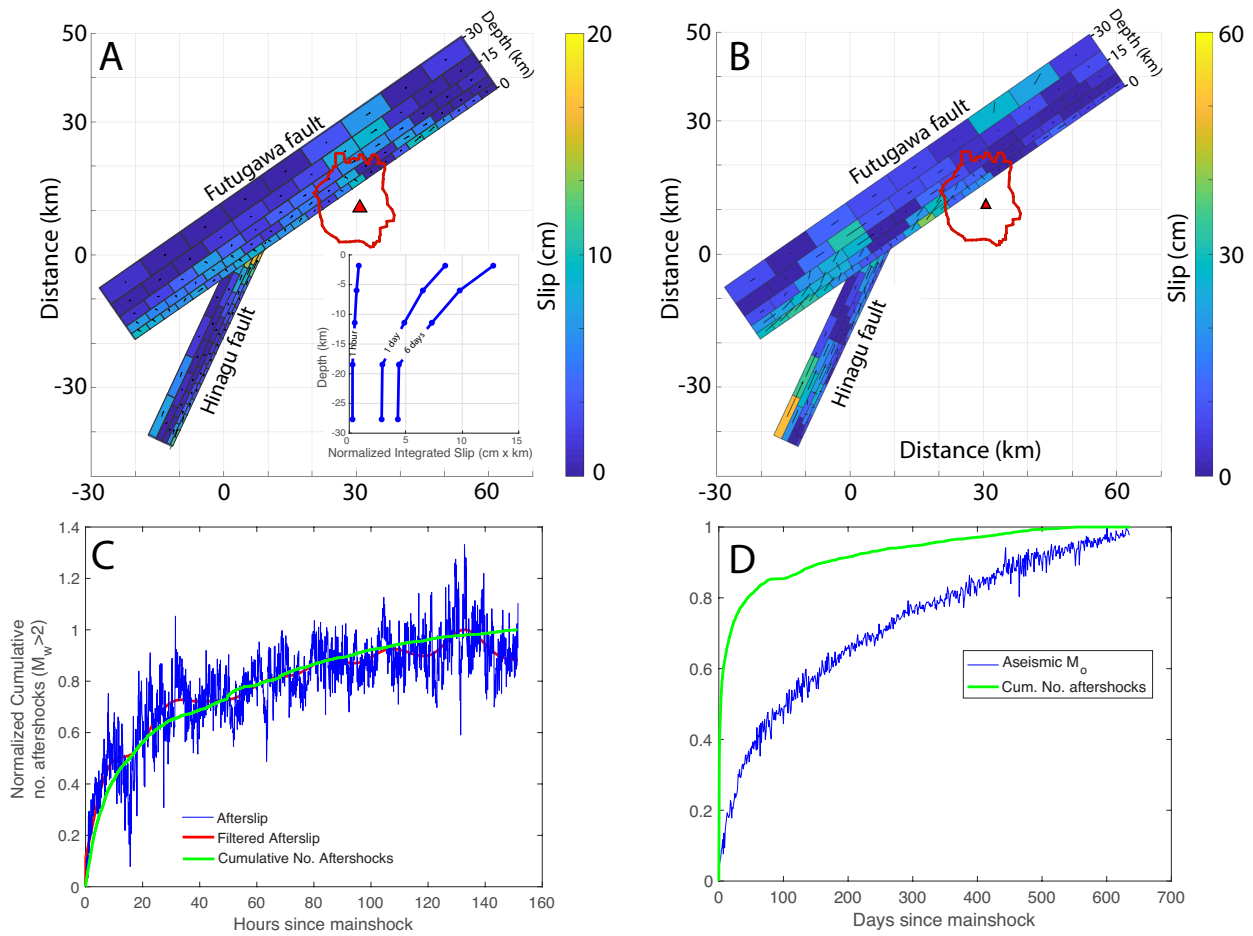 A
50
30
0
-30
Distance (km)
-30
0
30
60
Futugawa fault
Hinagu fault
-30
-15
0
Depth (km)
20
10
0
Slip (cm)
0
-5
-10
-15
-20
-25
-30
Depth (km)
1 hour
1 day
6 days
0
5
10
15
Normalized Integrated Slip (cm x km)
B
50
30
0
-30
Distance (km)
-30
0
30
60
Distance (km)
Futugawa fault
Hinagu fault
-30
-15
0
Depth (km)
60
30
0
Slip (cm)
C
1.4
1.2
1
0.8
0.6
0.4
0.2
0
Normalized Cumulative
no. aftershocks (Mw>2)
Afterslip
Filtered Afterslip
Cumulative No. Aftershocks
0
20
40
60
80
100
120
140
160
Hours since mainshock
D
1
0.8
0.6
0.4
0.2
0
Aseismic Mo
Cum. No. aftershocks
0
100
200
300
400
500
600
700
Days since mainshock